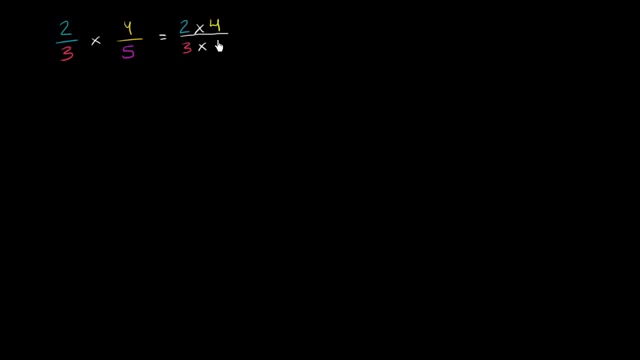 2/3 × 4/5 = 2 × 4 / 3 ×